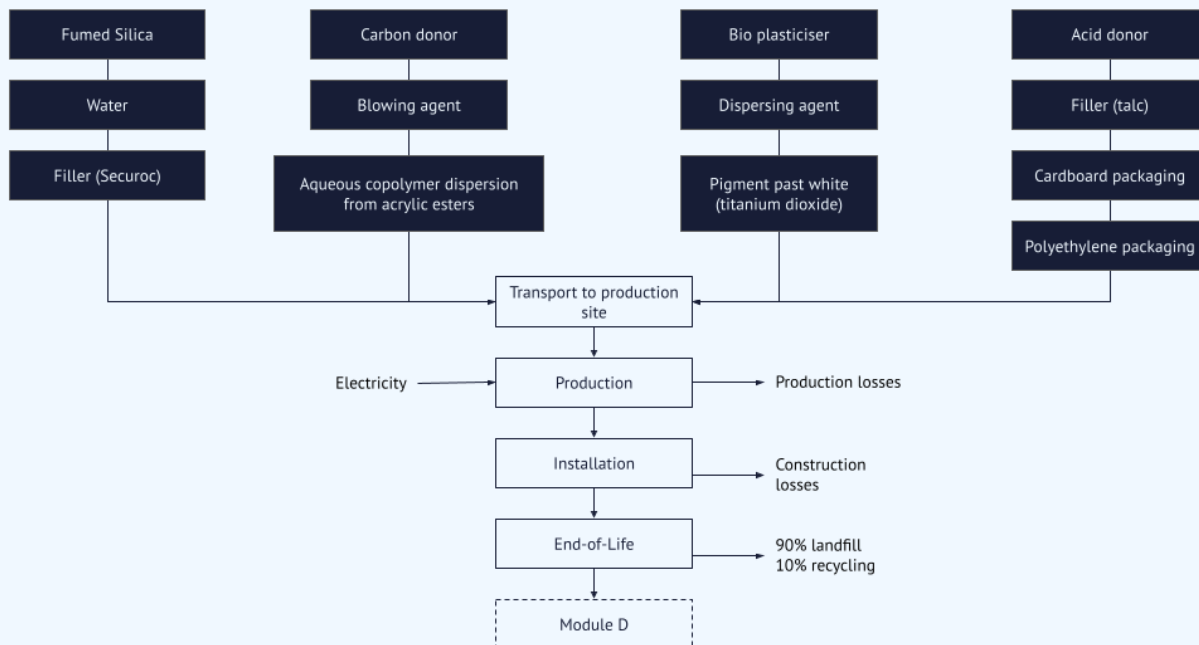 Fumed Silica
Carbon donor
Bio plasticiser
Acid donor
Water
Blowing agent
Dispersing agent
Filler (talc)
Filler (Securoc)
Aqueous copolymer dispersion
from acrylic esters
Pigment past white
(titanium dioxide)
Cardboard packaging
Polyethylene packaging
Transport to production
site
Electricity
Production
Production losses
Installation
Construction
losses
End-of-Life
90% landfill
10% recycling
Module D